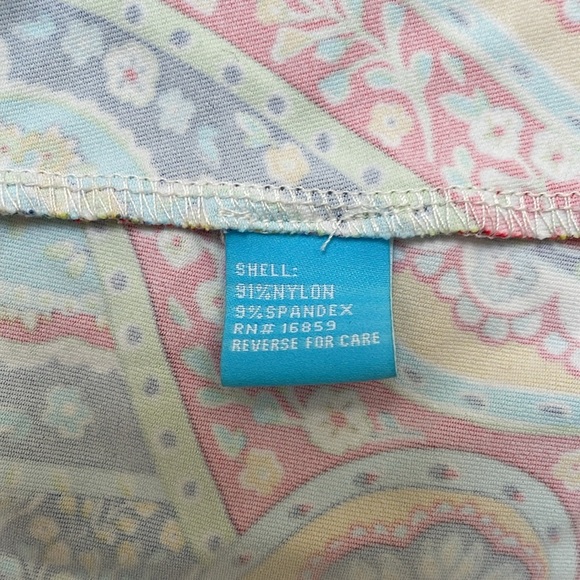 SHELL:
91%NYLON
9%SPANDEX
RN# 16859
REVERSE FOR CARE